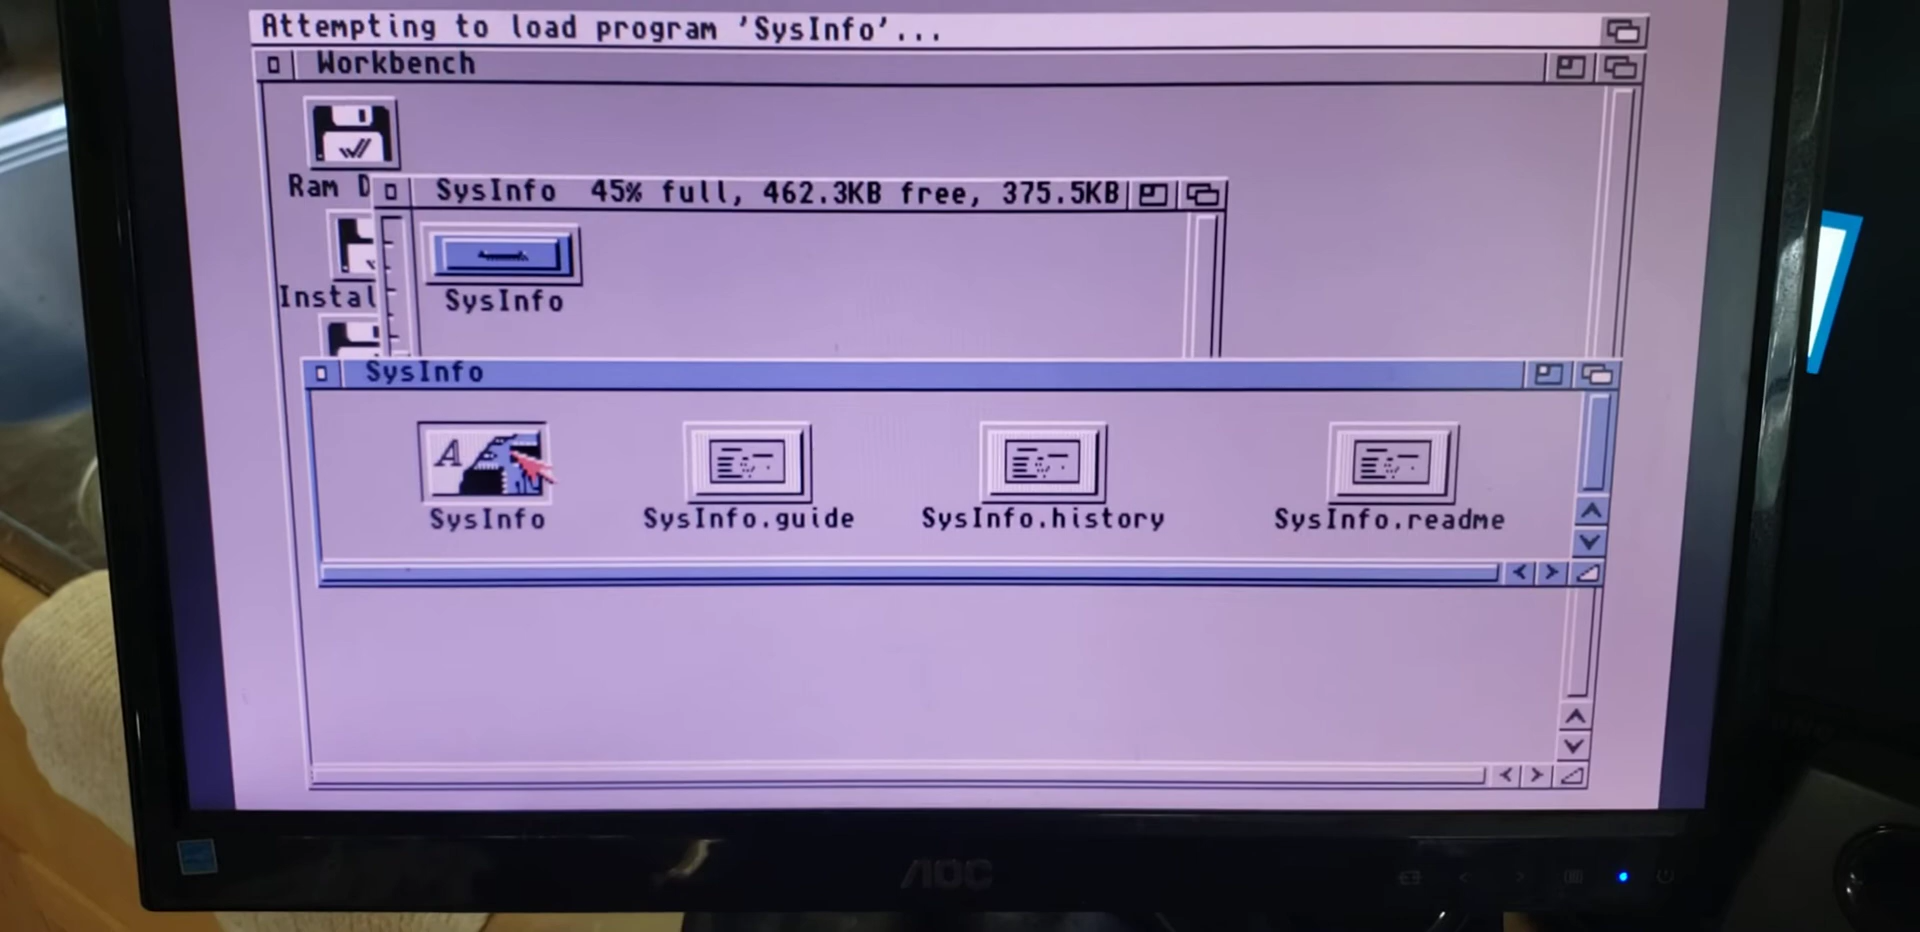 Attempting to load program 'SysInfo'...
Workbench
Ram D
SysInfo 45% full, 462.3KB free, 375.5KB
SysInfo
Instal
SysInfo
A
SysInfo
SysInfo.guide
SysInfo.history
SysInfo.readme
AOC